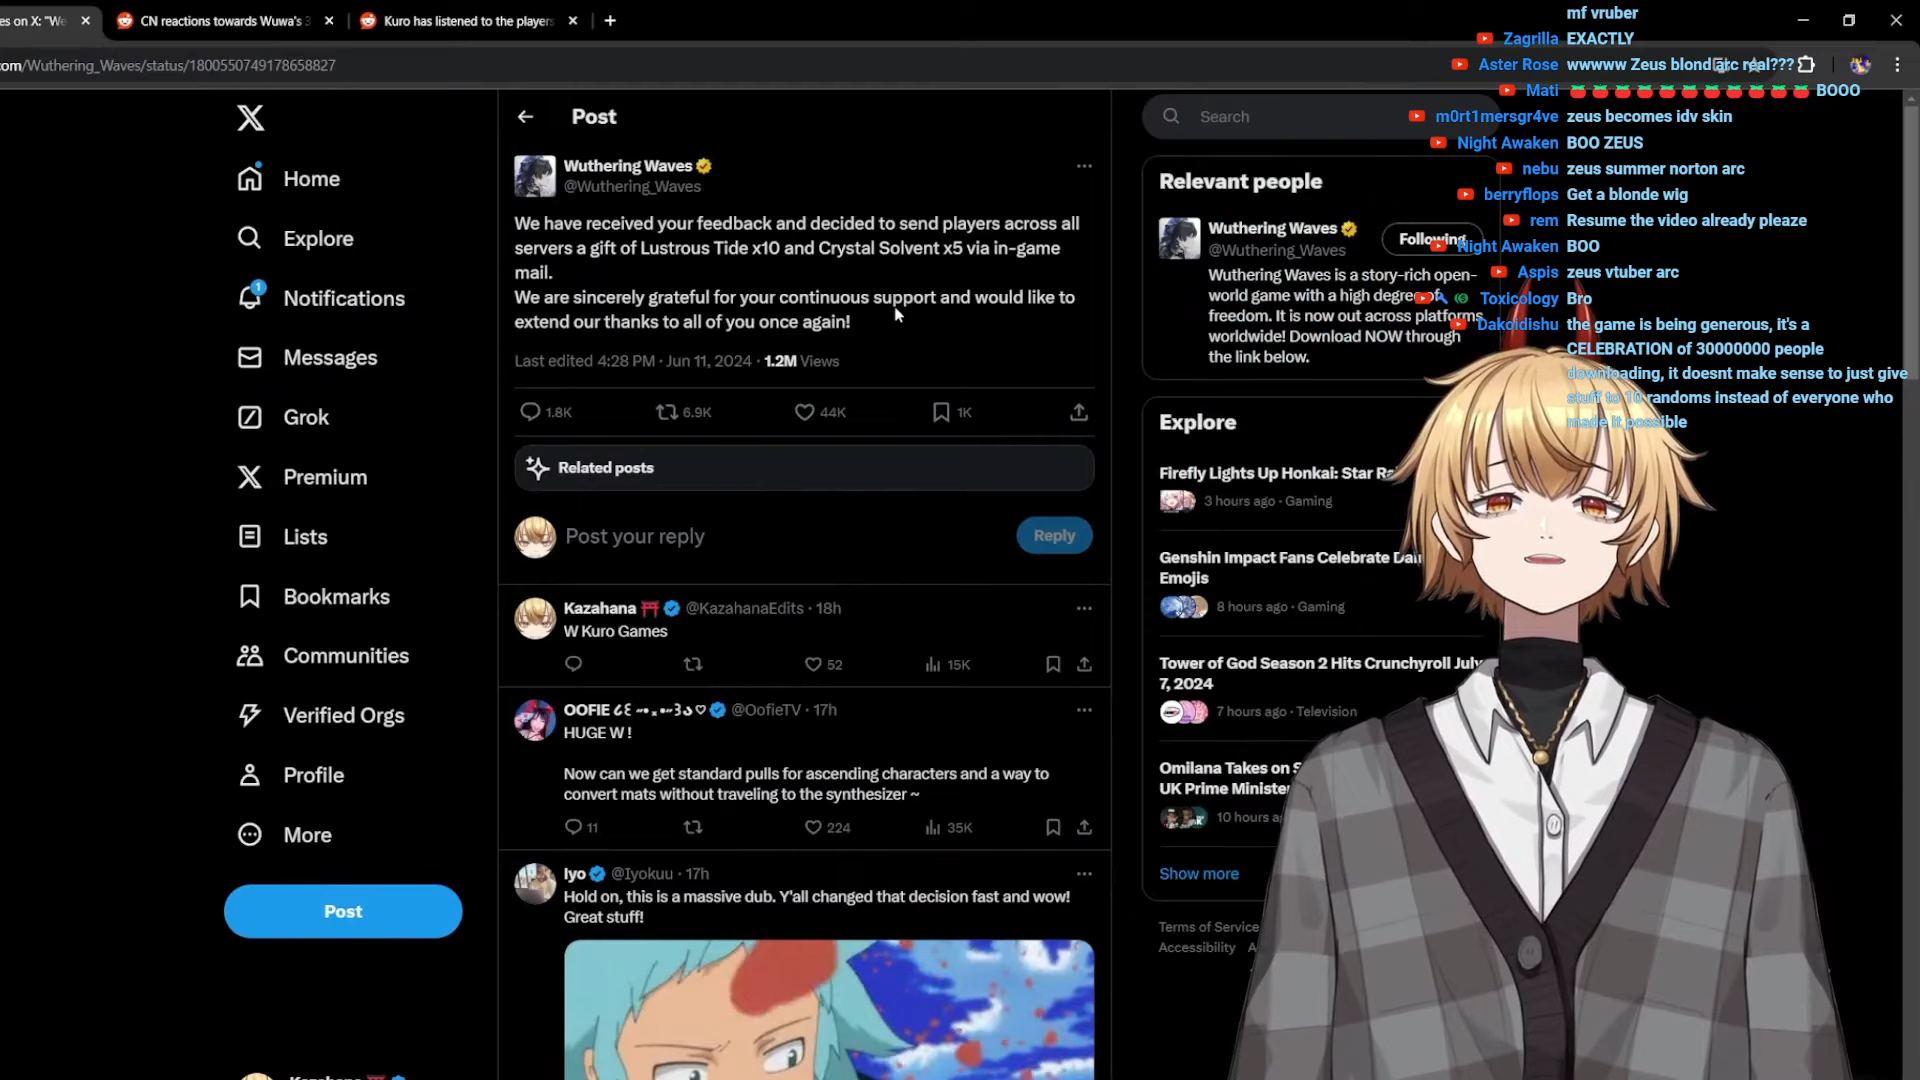 es on X: "We
CN reactions towards Wuwa's 3
Kuro has listened to the players
om/Wuthering_Waves/status/1800550749178658827
Home
Explore
1
Notifications
Messages
Grok
Premium
Lists
Bookmarks
Communities
Verified Orgs
Profile
More
Post
Post
Wuthering Waves
@Wuthering_Waves
We have received your feedback and decided to send players across all
servers a gift of Lustrous Tide x10 and Crystal Solvent x5 via in-game
mail.
We are sincerely grateful for your continuous support and would like to
extend our thanks to all of you once again!
Last edited 4:28 PM · Jun 11, 2024 · 1.2M Views
1.8K 6.9K 44K 1K
Related posts
Post your reply
Reply
Kazahana @KazahanaEdits · 18h
W Kuro Games
52 15K
OOFIE @OofieTV · 17h
HUGE W !
Now can we get standard pulls for ascending characters and a way to
convert mats without traveling to the synthesizer ~
11 224 35K
Iyo @Iyokuu · 17h
Hold on, this is a massive dub. Y'all changed that decision fast and wow!
Great stuff!
Search
Relevant people
Wuthering Waves
@Wuthering_Waves
Following
Wuthering Waves is a story-rich open-
world game with a high degree of
freedom. It is now out across platforms
worldwide! Download NOW through
the link below.
Explore
Firefly Lights Up Honkai: Star Ra
3 hours ago · Gaming
Genshin Impact Fans Celebrate Dai
Emojis
8 hours ago · Gaming
Tower of God Season 2 Hits Crunchyroll July
7, 2024
7 hours ago · Television
Omilana Takes on S
UK Prime Ministe
10 hours a
Show more
Terms of Service
Accessibility A
mf vruber
Zagrilla EXACTLY
Aster Rose wwwww Zeus blond arc real???
Mati BOOO
m0rt1mersgr4ve zeus becomes idv skin
Night Awaken BOO ZEUS
nebu zeus summer norton arc
berryflops Get a blonde wig
rem Resume the video already pleaze
Night Awaken BOO
Aspis zeus vtuber arc
Toxicology Bro
Dakoidishu the game is being generous, it's a
CELEBRATION of 30000000 people
downloading, it doesnt make sense to just give
stuff to 10 randoms instead of everyone who
made it possible